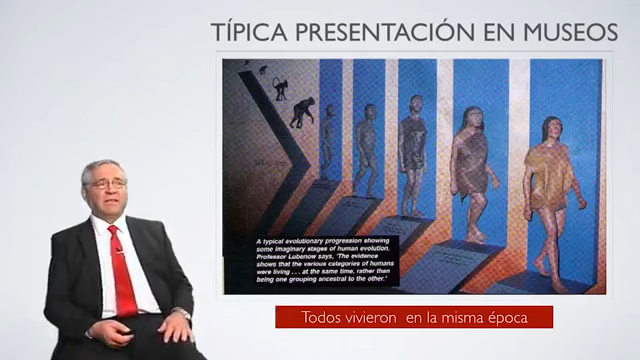 TÍPICA PRESENTACIÓN EN MUSEOS
A typical evolutionary progression showing
some imaginary stages of human evolution.
Professor Lubenow says, 'The evidence
shows that the various categories of humans
were living . . . at the same time, rather than
being one grouping ancestral to the other.'
Todos vivieron en la misma época